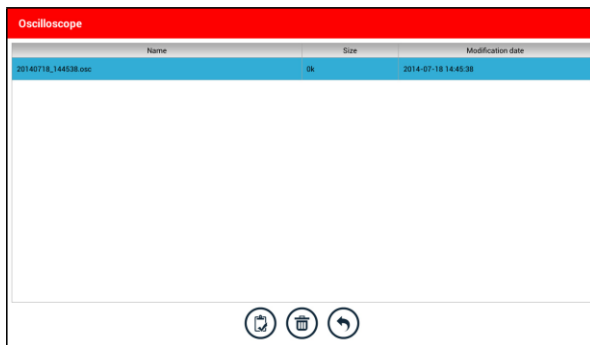 Oscilloscope
Name Size Modification date
20140718_144538.osc 0k 2014-07-18 14:45:38